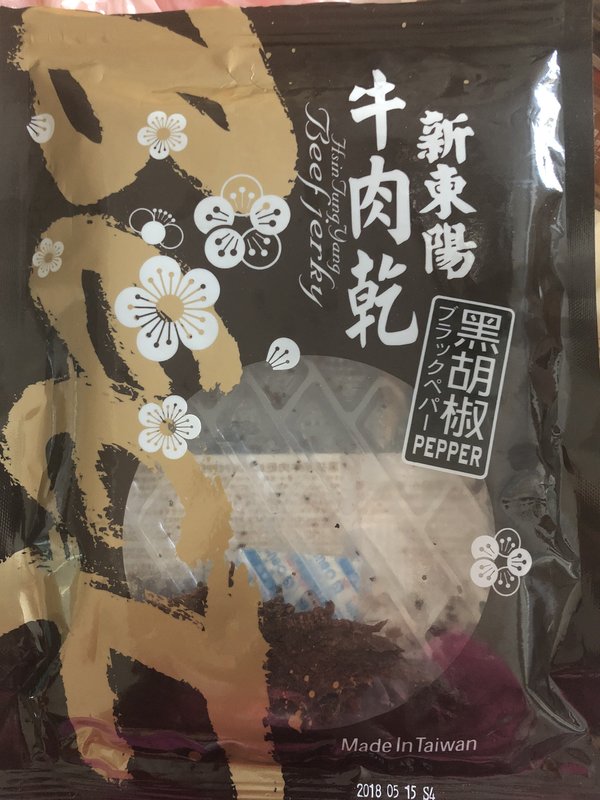 新東陽
牛肉乾
Hsin Tung Yang
Beef jerky
黑胡椒
ブラックペパー
PEPPER
Made In Taiwan
2018 05 15 S4